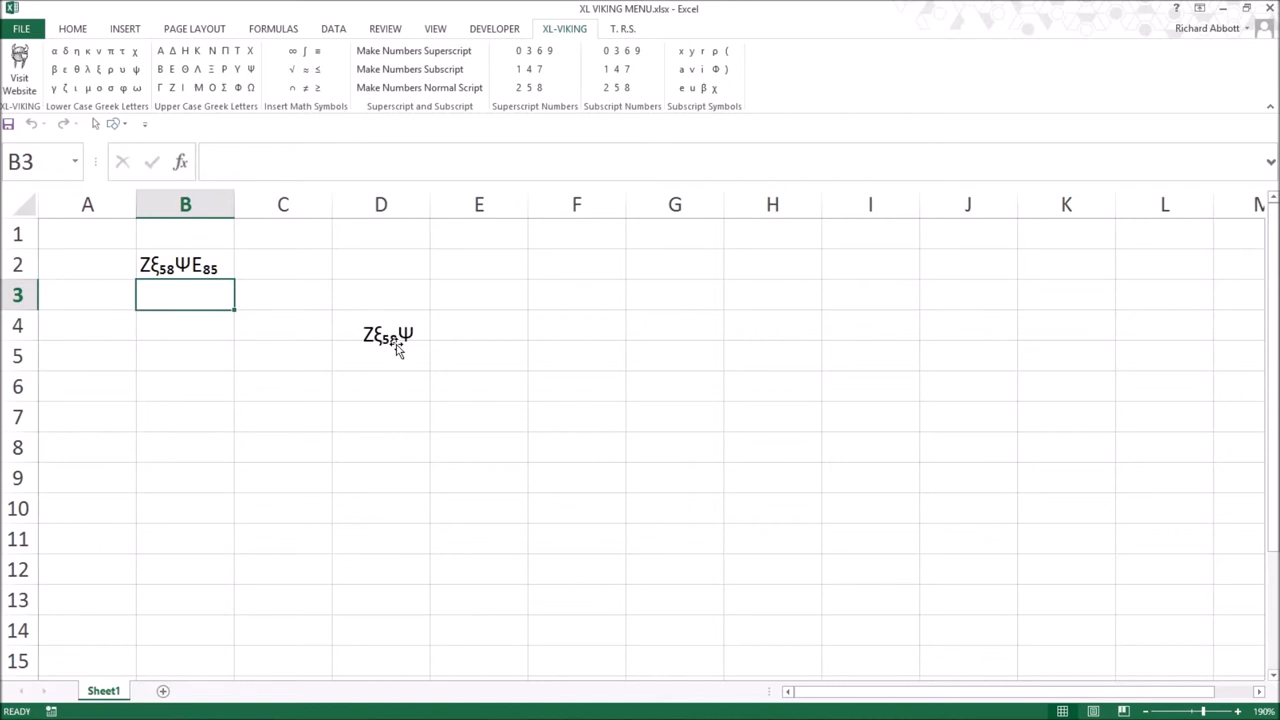 XL VIKING MENU.xlsx - Excel
FILE HOME INSERT PAGE LAYOUT FORMULAS DATA REVIEW VIEW DEVELOPER XL-VIKING T. R.S. Richard Abbott
α δ η κ ν π τ χ Α Δ Η Κ Ν Π Τ Χ ∞ ∫ ≡ Make Numbers Superscript 0 3 6 9 0 3 6 9 x y r ρ (
Visit β ε θ λ ξ ρ υ ψ Β Ε Θ Λ Ξ Ρ Υ Ψ √ ≈ ≤ Make Numbers Subscript 1 4 7 1 4 7 a v i Φ )
Website γ ζ ι μ ο σ φ ω Γ Ζ Ι Μ Ο Σ Φ Ω ∩ ≠ ≥ Make Numbers Normal Script 2 5 8 2 5 8 e u β χ
XL-VIKING Lower Case Greek Letters Upper Case Greek Letters Insert Math Symbols Superscript and Subscript Superscript Numbers Subscript Numbers Subscript Symbols
B3 fx
A B C D E F G H I J K L M
1
2 Ζξ₅₈ΨΕ₈₅
3
4 Ζξ₅₈Ψ
5
6
7
8
9
10
11
12
13
14
15
Sheet1
READY 190%